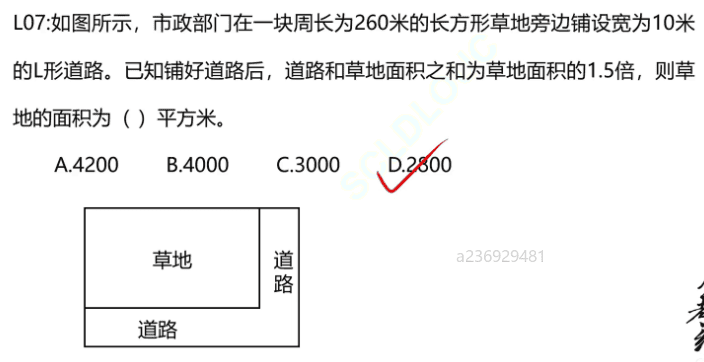 L07:如图所示，市政部门在一块周长为260米的长方形草地旁边铺设宽为10米
的L形道路。已知铺好道路后，道路和草地面积之和为草地面积的1.5倍，则草
地的面积为（ ）平方米。
A.4200 B.4000 C.3000 D.2800
草地
道路
道路
a236929481